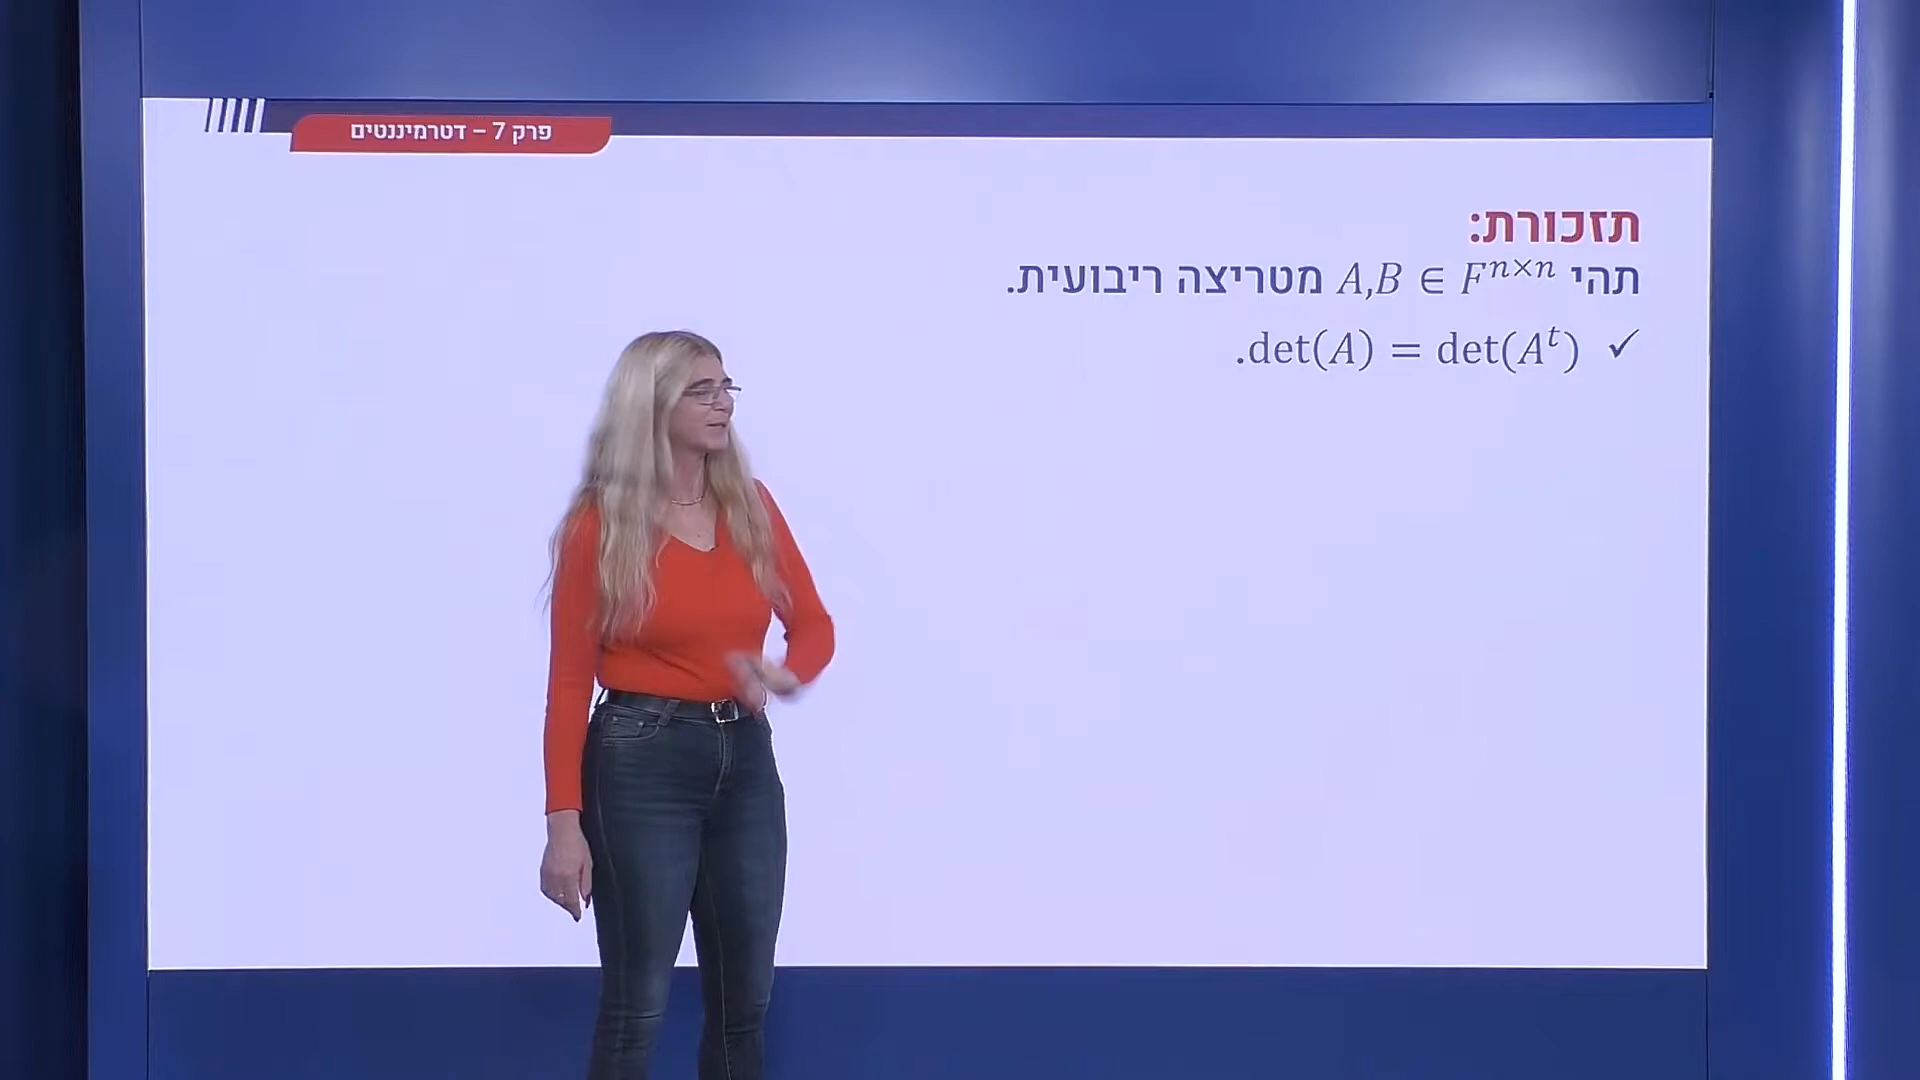 פרק 7 – דטרמיננטים
תזכורת:
תהי A,B ∈ F^{n×n} מטריצה ריבועית.
✓ det(A) = det(A^t).